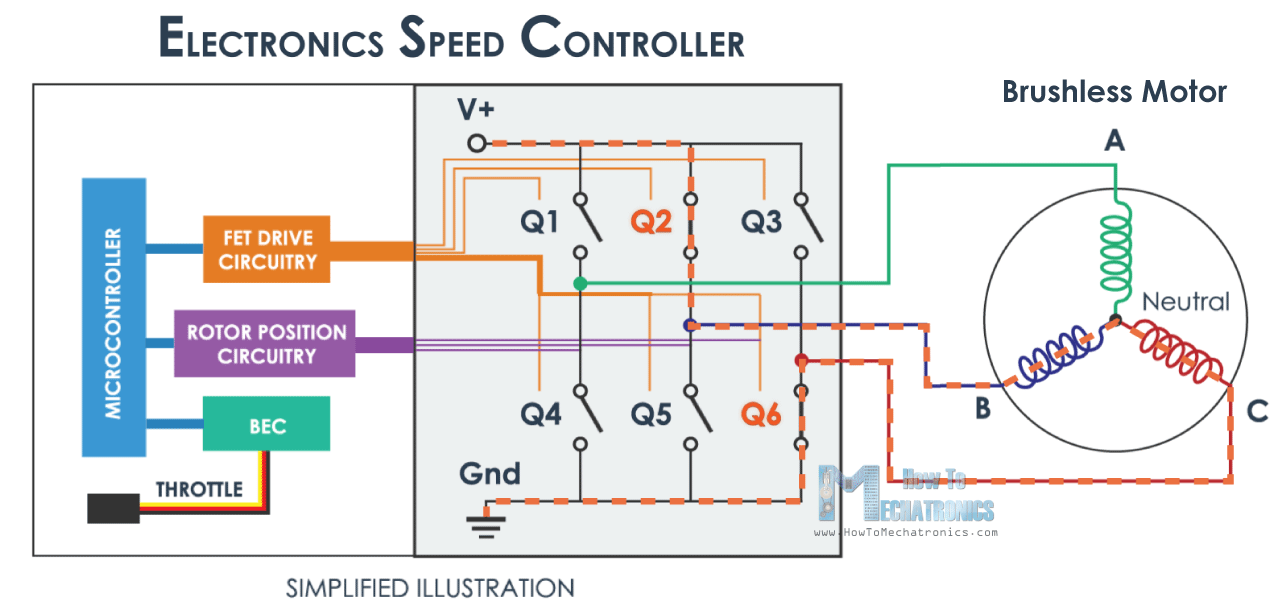 ELECTRONICS SPEED CONTROLLER
Brushless Motor
V+
A
Q1
Q2
Q3
MICROCONTROLLER
FET DRIVE
CIRCUITRY
Neutral
ROTOR POSITION
CIRCUITRY
B
C
Q4
Q5
Q6
BEC
Gnd
THROTTLE
How To
MECHATRONICS
www.HowToMechatronics.com
SIMPLIFIED ILLUSTRATION